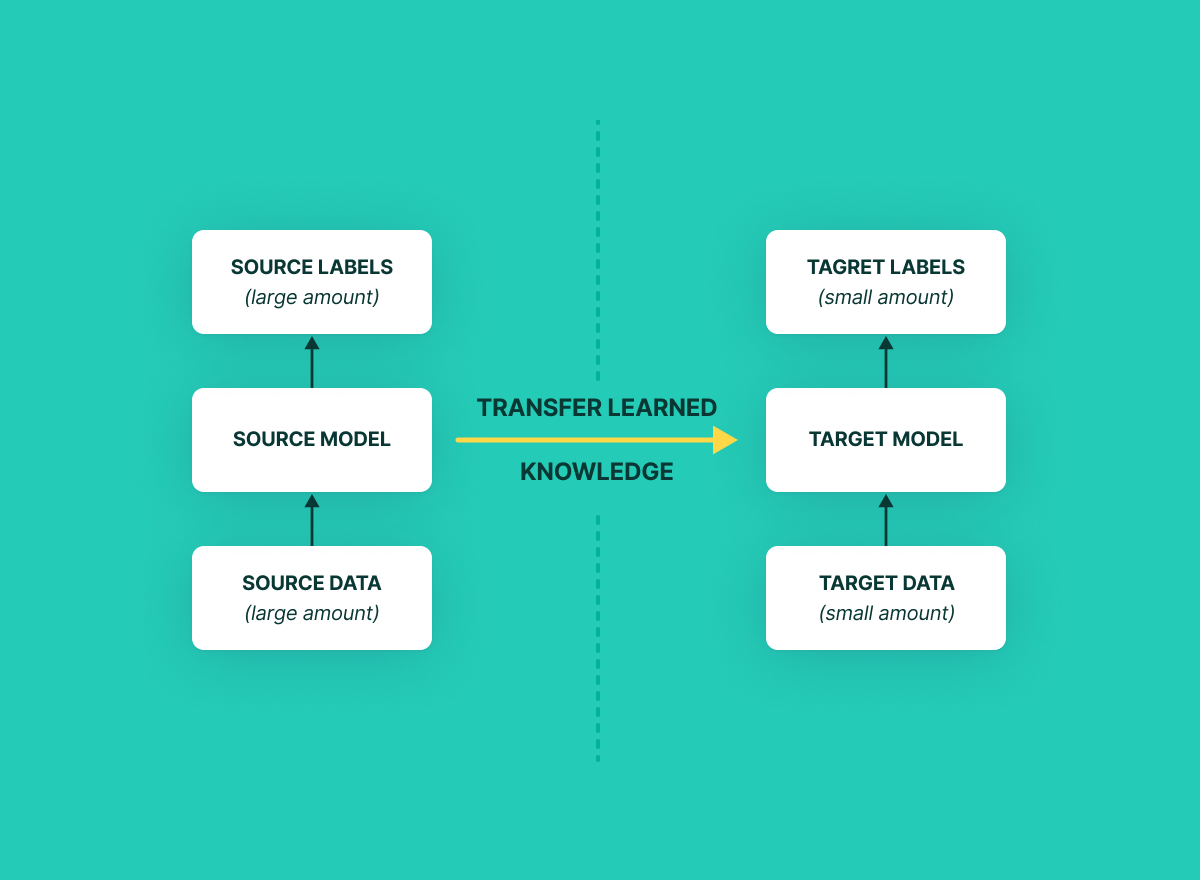 SOURCE LABELS
(large amount)
SOURCE MODEL
SOURCE DATA
(large amount)
TRANSFER LEARNED
KNOWLEDGE
TAGRET LABELS
(small amount)
TARGET MODEL
TARGET DATA
(small amount)